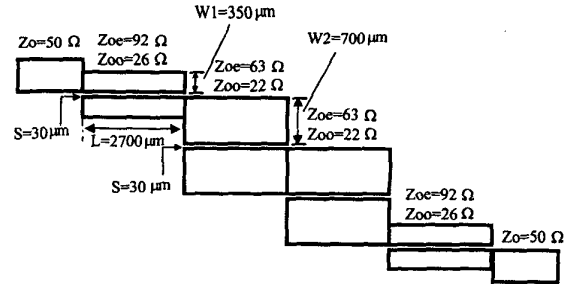 W1=350 μm
Zo=50 Ω
Zoe=92 Ω
Zoo=26 Ω
W2=700 μm
Zoe=63 Ω
Zoo=22 Ω
Zoe=63 Ω
Zoo=22 Ω
S=30 μm
L=2700 μm
S=30 μm
Zoe=92 Ω
Zoo=26 Ω
Zo=50 Ω